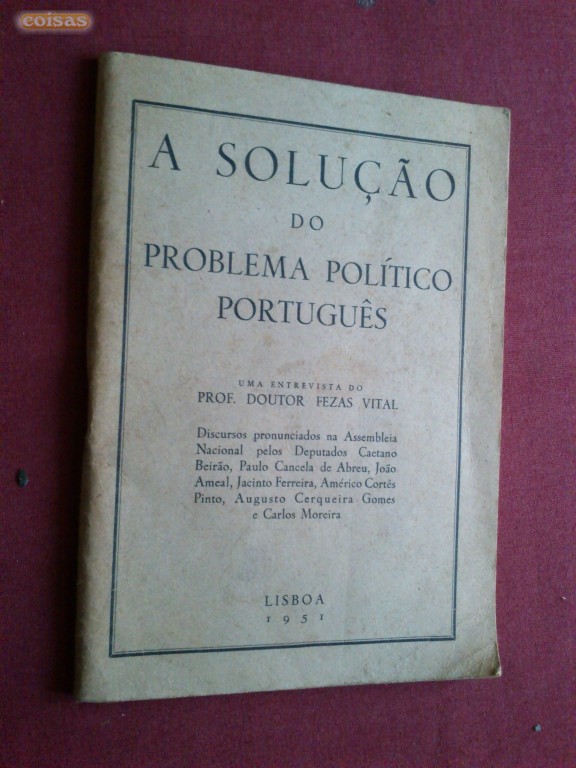 coisas
A SOLUÇÃO
DO
PROBLEMA POLÍTICO
PORTUGUÊS
UMA ENTREVISTA DO
PROF. DOUTOR FEZAS VITAL
Discursos pronunciados na Assembleia
Nacional pelos Deputados Caetano
Beirão, Paulo Cancela de Abreu, João
Ameal, Jacinto Ferreira, Américo Cortês
Pinto, Augusto Cerqueira Gomes
e Carlos Moreira
LISBOA
1951